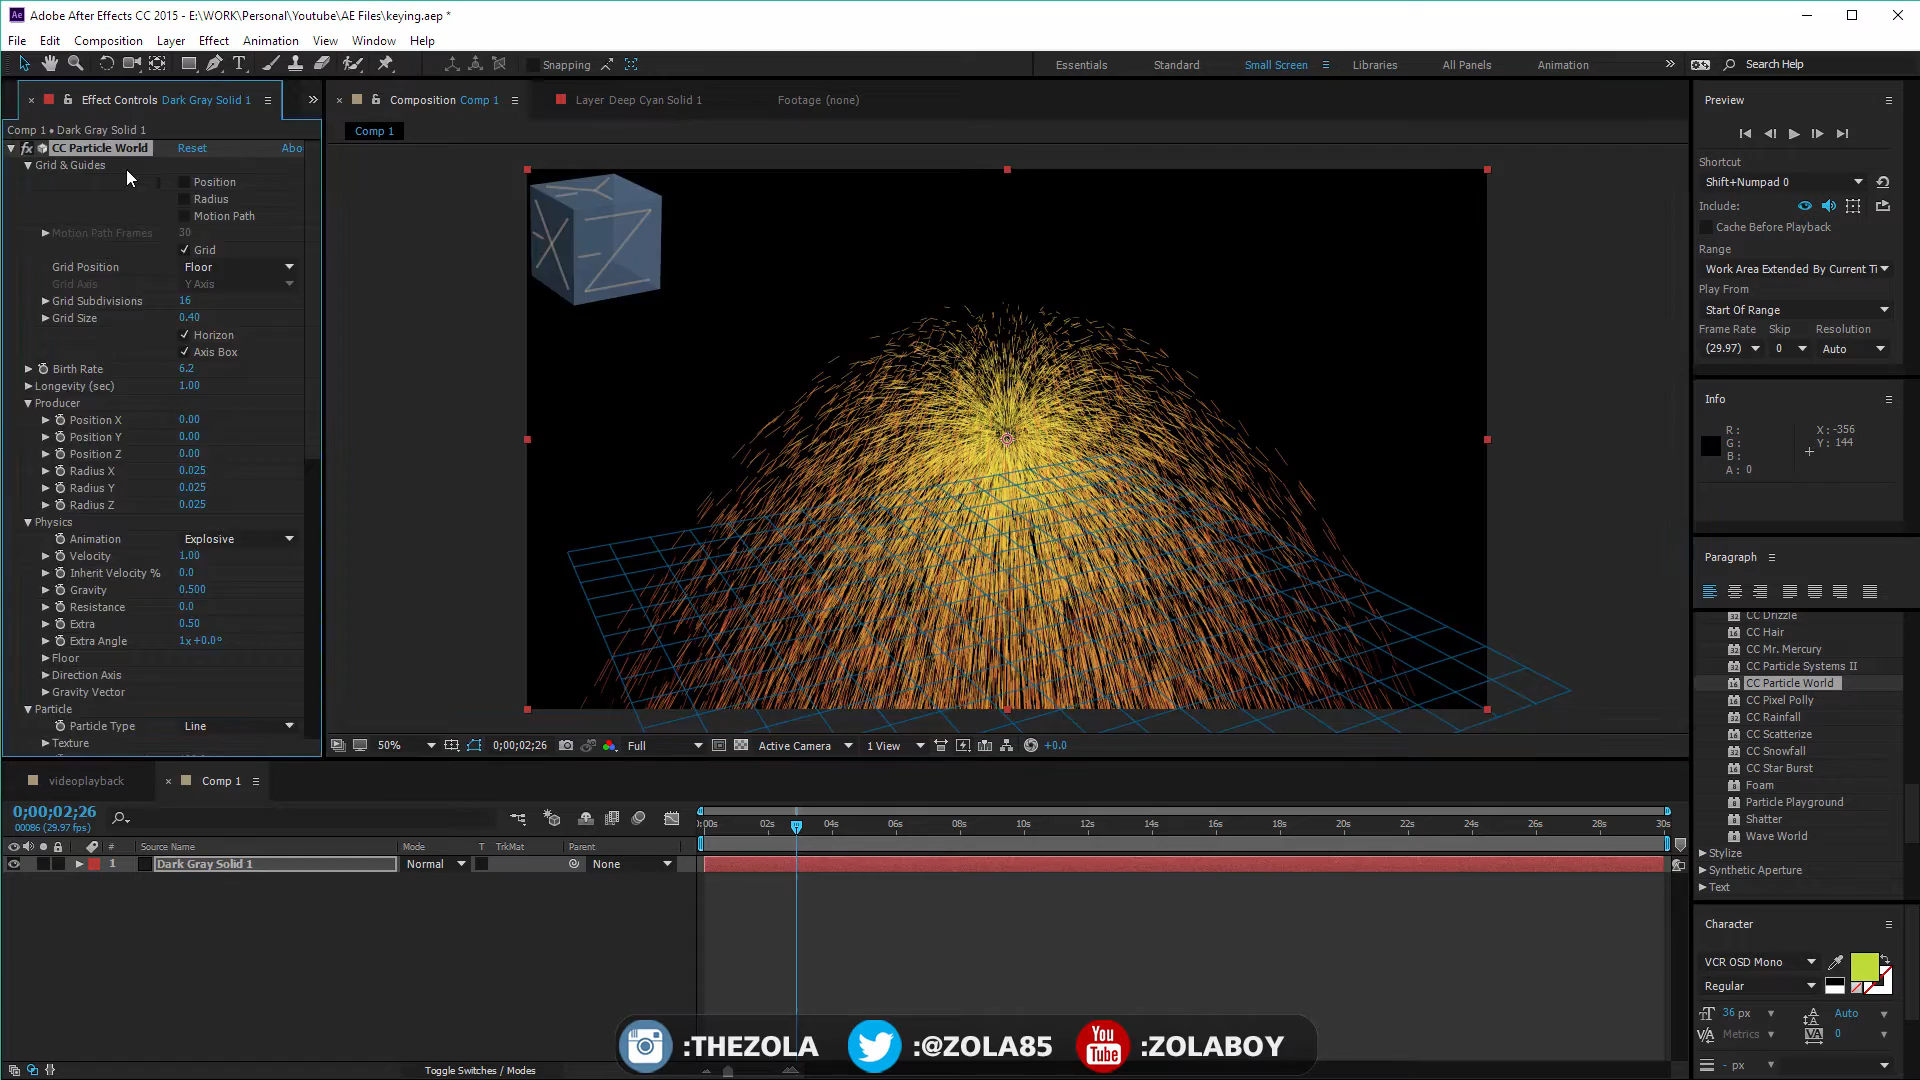 Ae Adobe After Effects CC 2015 - E:\WORK\Personal\Youtube\AE Files\keying.aep *
File Edit Composition Layer Effect Animation View Window Help
Snapping Essentials Standard Small Screen Libraries All Panels Animation Search Help
Effect Controls Dark Gray Solid 1
Composition Comp 1
Layer Deep Cyan Solid 1
Footage (none)
Preview
Comp 1 • Dark Gray Solid 1
Comp 1
fx CC Particle World Reset Abo
Grid & Guides
Position
Radius
Motion Path
Motion Path Frames 30
Grid
Grid Position Floor
Grid Axis Y Axis
Grid Subdivisions 16
Grid Size 0.40
Horizon
Axis Box
Birth Rate 6.2
Longevity (sec) 1.00
Producer
Position X 0.00
Position Y 0.00
Position Z 0.00
Radius X 0.025
Radius Y 0.025
Radius Z 0.025
Physics
Animation Explosive
Velocity 1.00
Inherit Velocity % 0.0
Gravity 0.500
Resistance 0.0
Extra 0.50
Extra Angle 1x +0.0°
Floor
Direction Axis
Gravity Vector
Particle
Particle Type Line
Texture
Y
X
Z
50% 0;00;02;26 Full Active Camera 1 View +0.0
Shortcut
Shift+Numpad 0
Include:
Cache Before Playback
Range
Work Area Extended By Current Ti
Play From
Start Of Range
Frame Rate Skip Resolution
(29.97) 0 Auto
Info
R :
G :
B :
A : 0
X : -356
Y : 144
Paragraph
CC Drizzle
CC Hair
CC Mr. Mercury
CC Particle Systems II
CC Particle World
CC Pixel Polly
CC Rainfall
CC Scatterize
CC Snowfall
CC Star Burst
Foam
Particle Playground
Shatter
Wave World
Stylize
Synthetic Aperture
Text
Character
VCR OSD Mono
Regular
36 px Auto
Metrics 0
- px
videoplayback Comp 1
0;00;02;26
00086 (29.97 fps)
# Source Name Mode T TrkMat Parent
1 Dark Gray Solid 1 Normal None
:00s 02s 04s 06s 08s 10s 12s 14s 16s 18s 20s 22s 24s 26s 28s 30s
:THEZOLA :@ZOLA85 You Tube :ZOLABOY
Toggle Switches / Modes